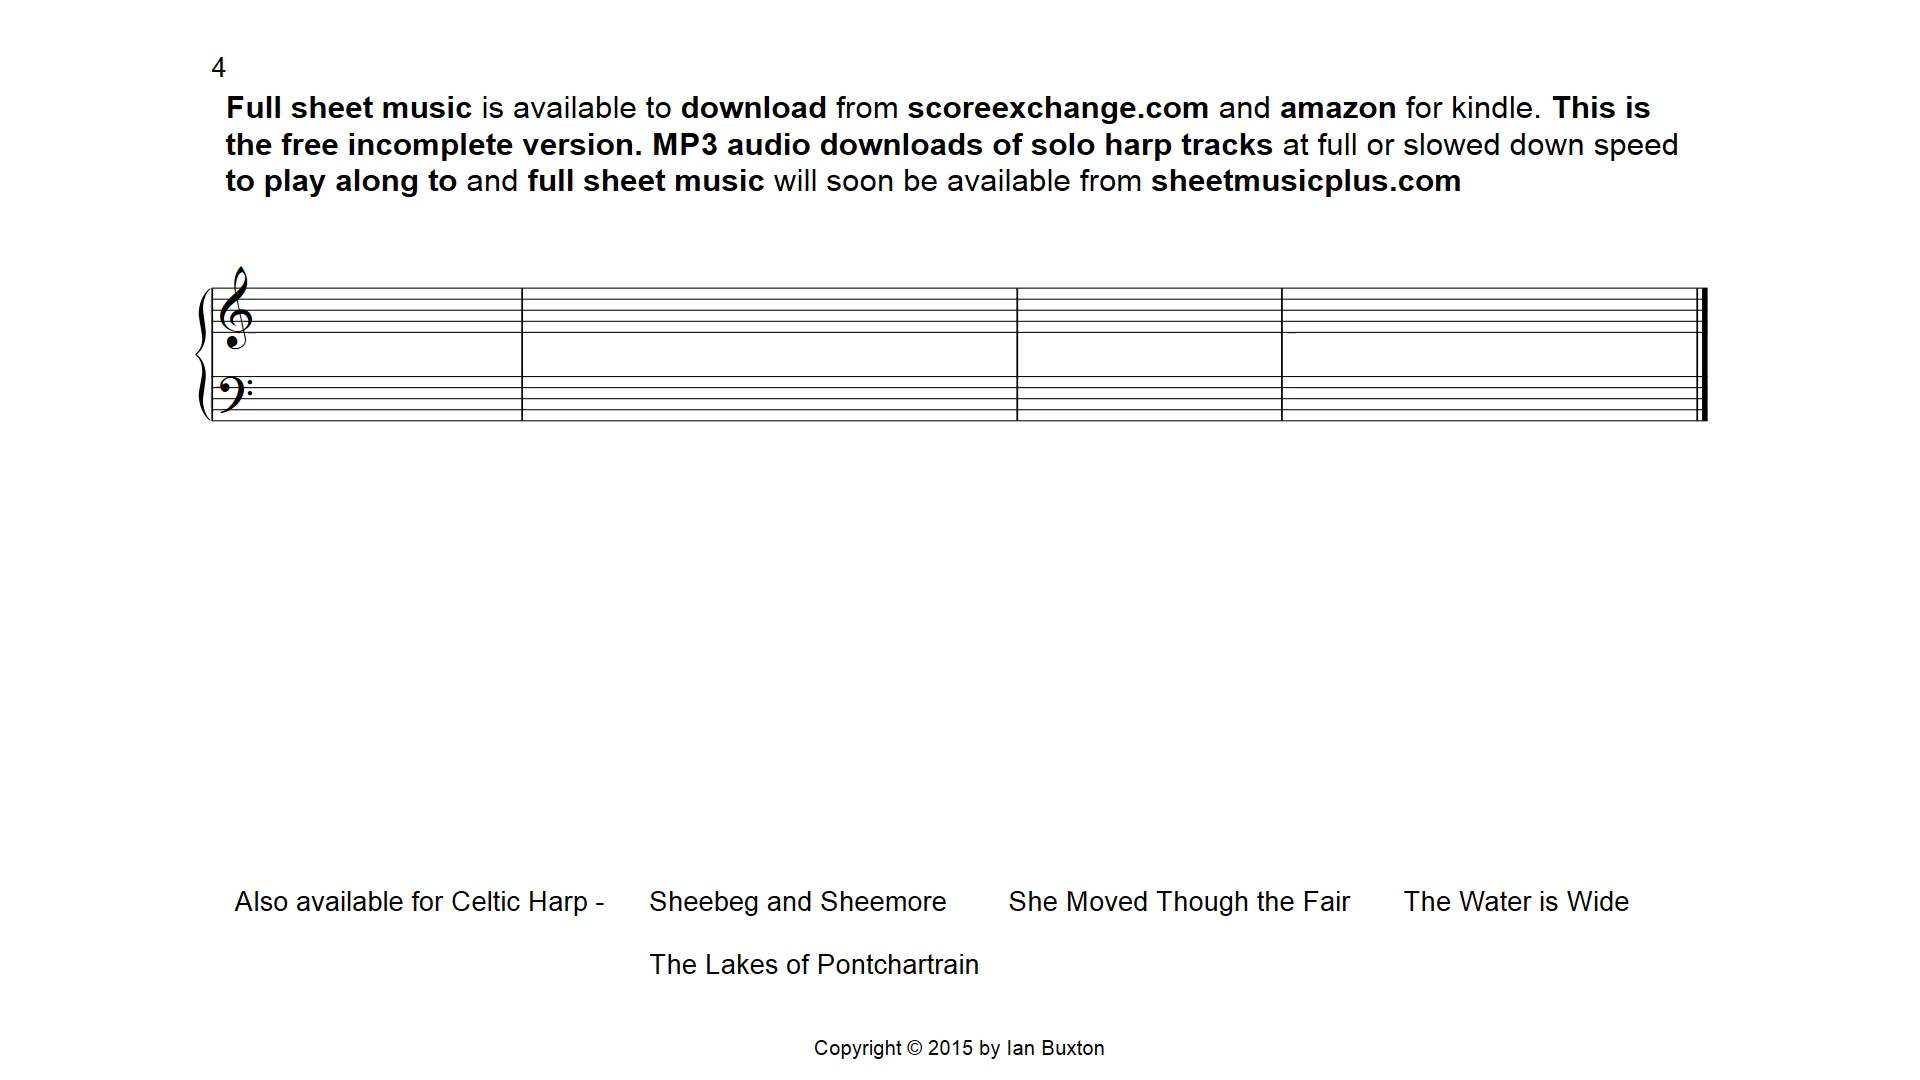 4
Full sheet music is available to download from scoreexchange.com and amazon for kindle. This is
the free incomplete version. MP3 audio downloads of solo harp tracks at full or slowed down speed
to play along to and full sheet music will soon be available from sheetmusicplus.com
Also available for Celtic Harp - Sheebeg and Sheemore She Moved Though the Fair The Water is Wide
The Lakes of Pontchartrain
Copyright © 2015 by Ian Buxton